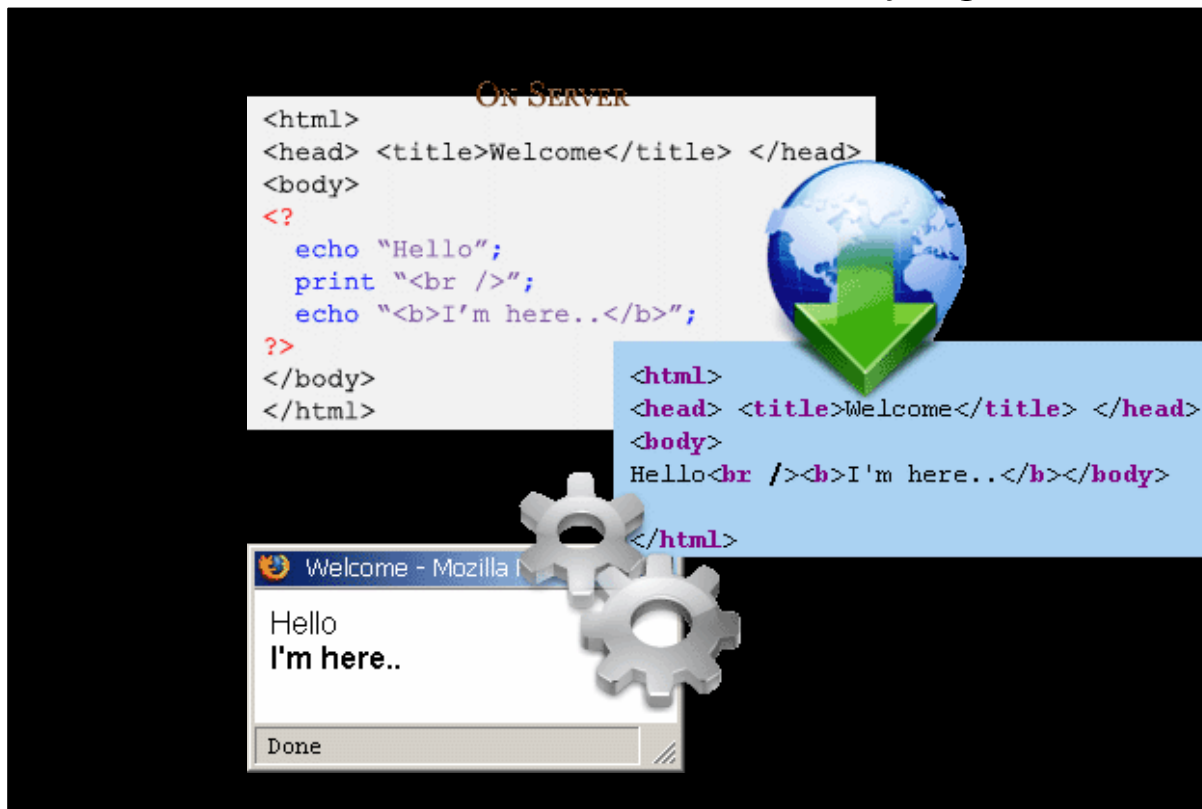 On Server
<html>
<head> <title>Welcome</title> </head>
<body>
<?
echo “Hello”;
print “<br />”;
echo “<b>I’m here..</b>”;
?>
</body>
</html>
<html>
<head> <title>Welcome</title> </head>
<body>
Hello<br /><b>I'm here..</b></body>
</html>
Welcome - Mozilla
Hello
I'm here..
Done